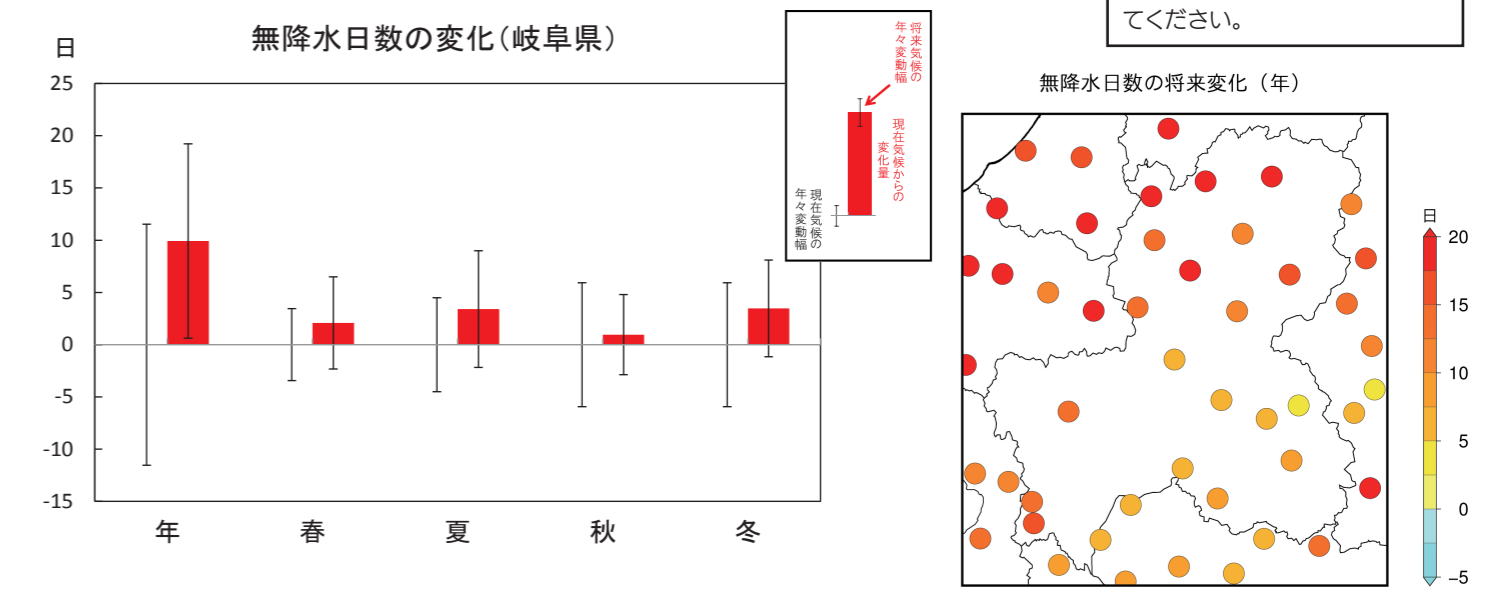 てください。
無降水日数の変化(岐阜県)
日
25
20
15
10
5
0
-5
-10
-15
年
春
夏
秋
冬
将来気候の
年々変動幅
現在気候からの
変化量
現在気候の
年々変動幅
無降水日数の将来変化（年）
日
20
15
10
5
0
−5